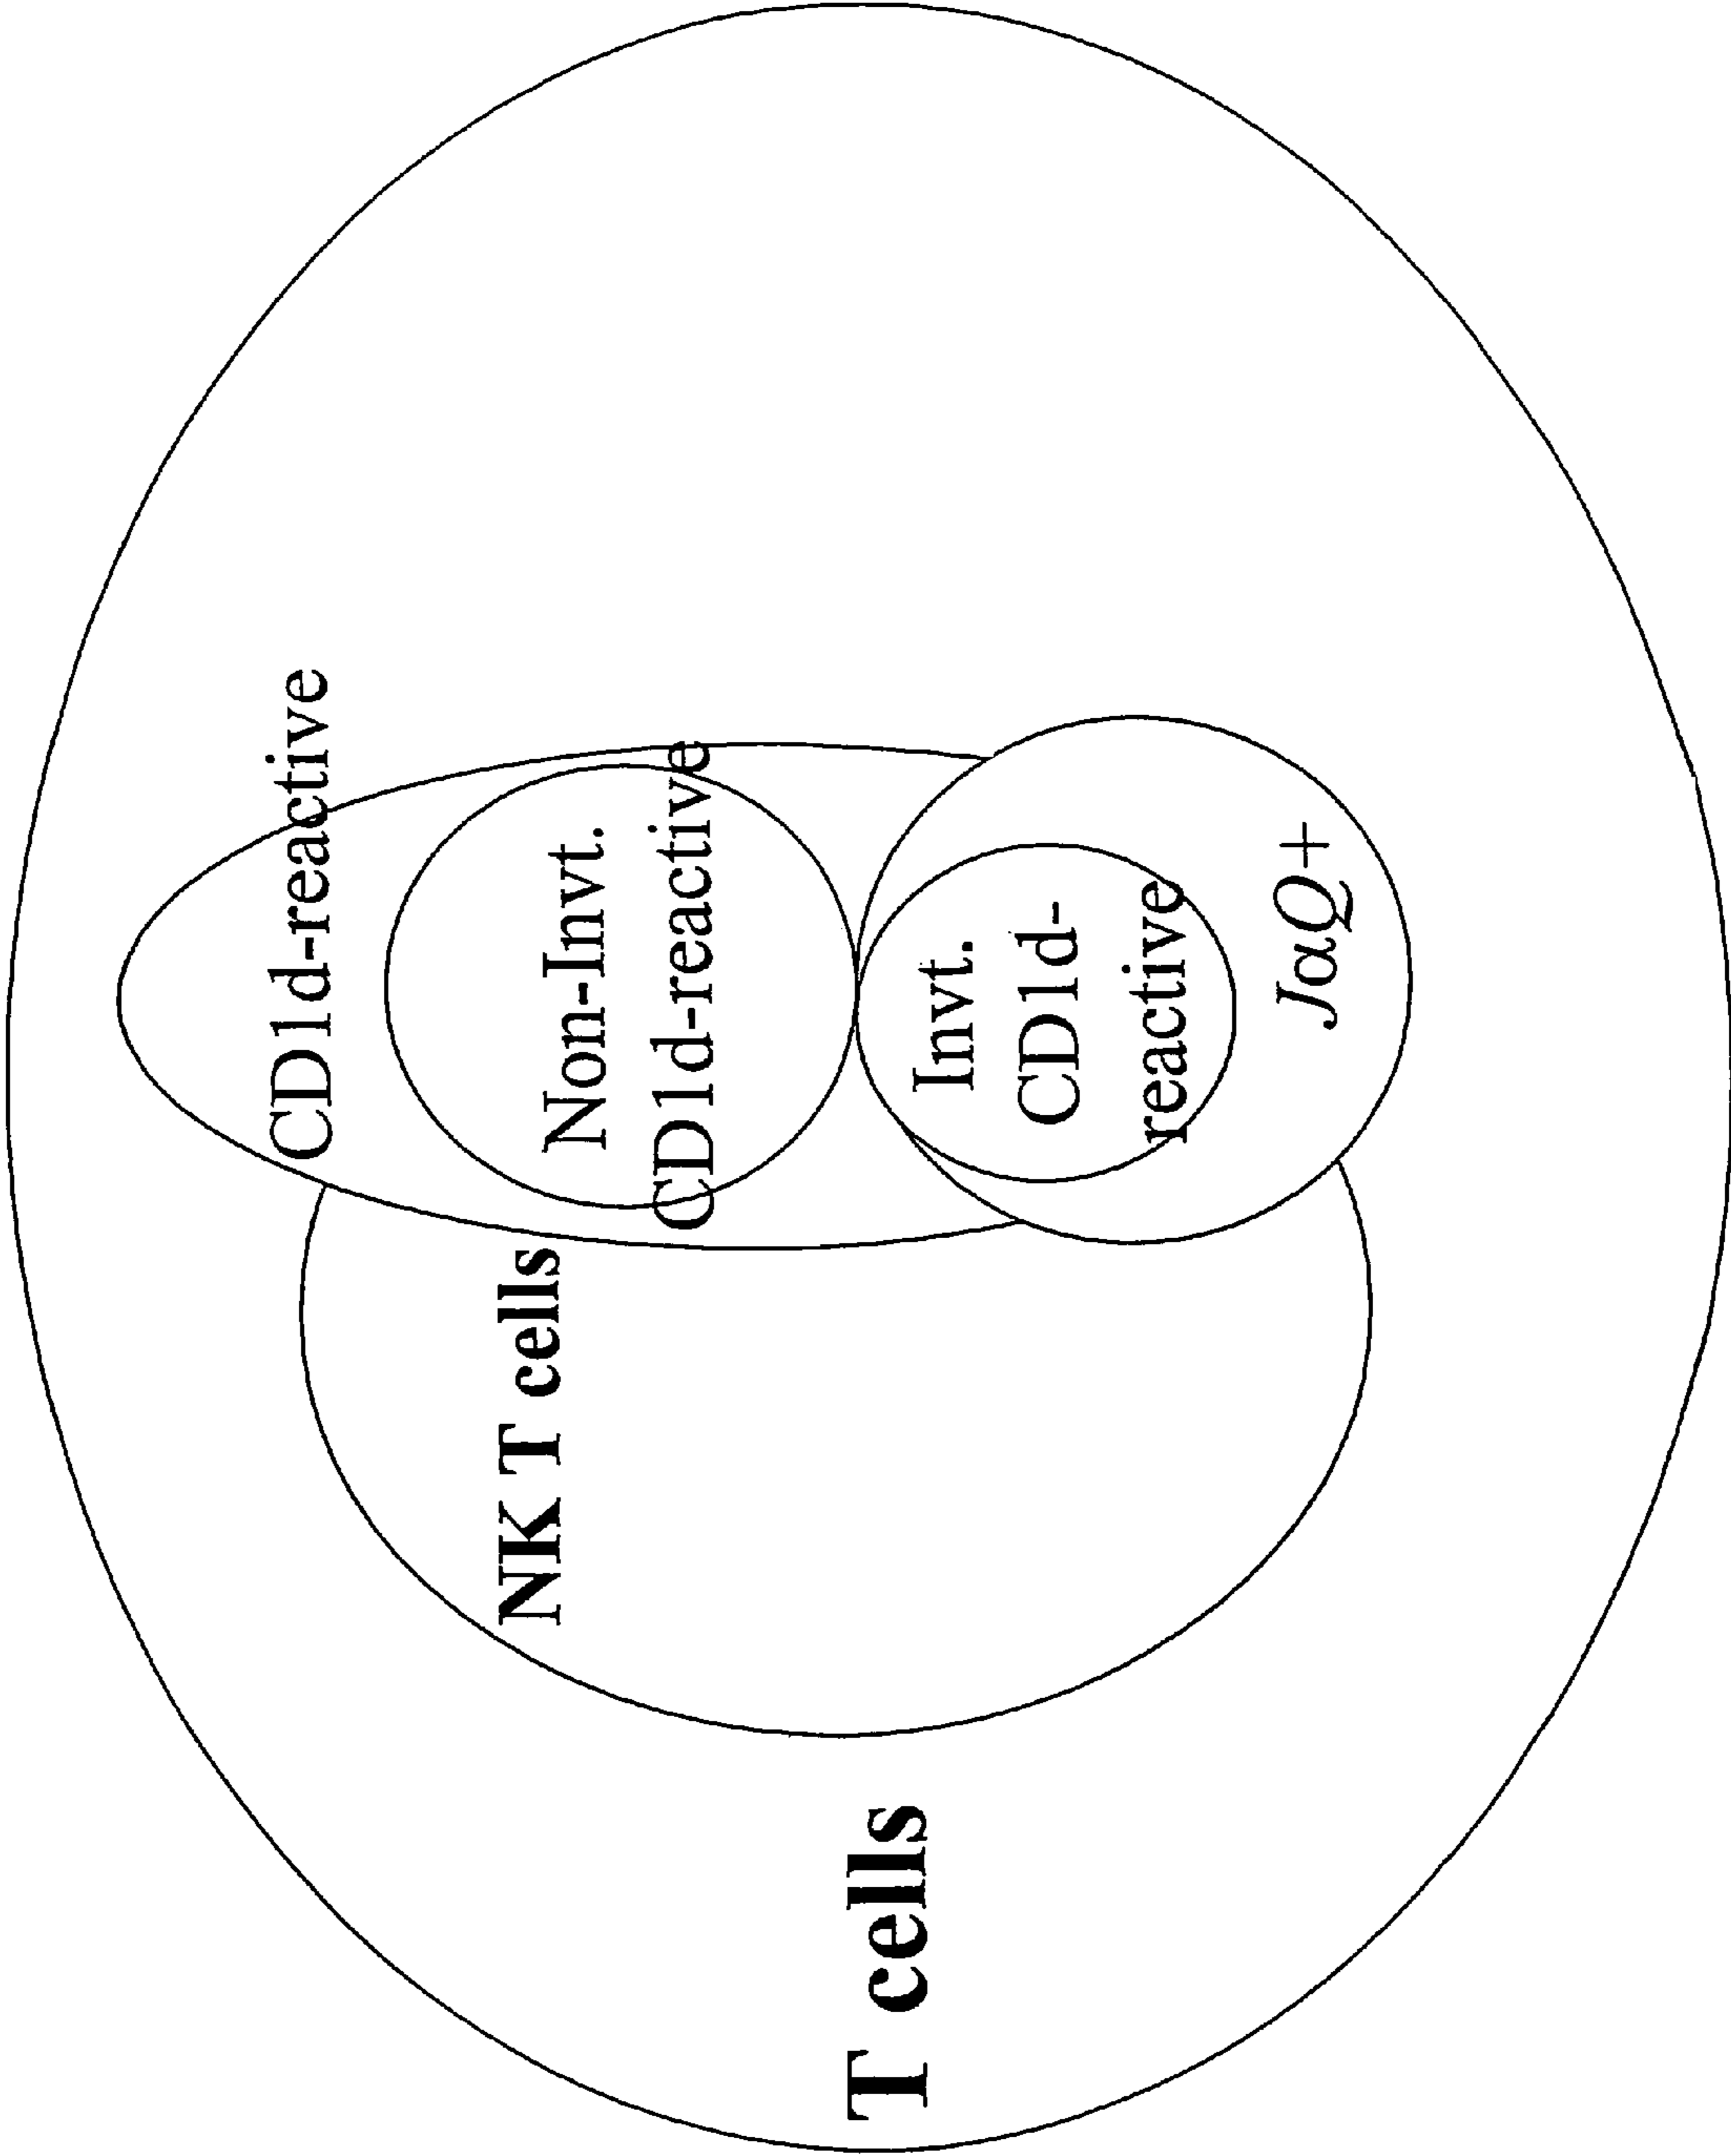 CD1d-reactive
NK T cells
Non-Invt.
CD1d-reactive
T cells
Invt.
CD1d-
reactive
JαQ+